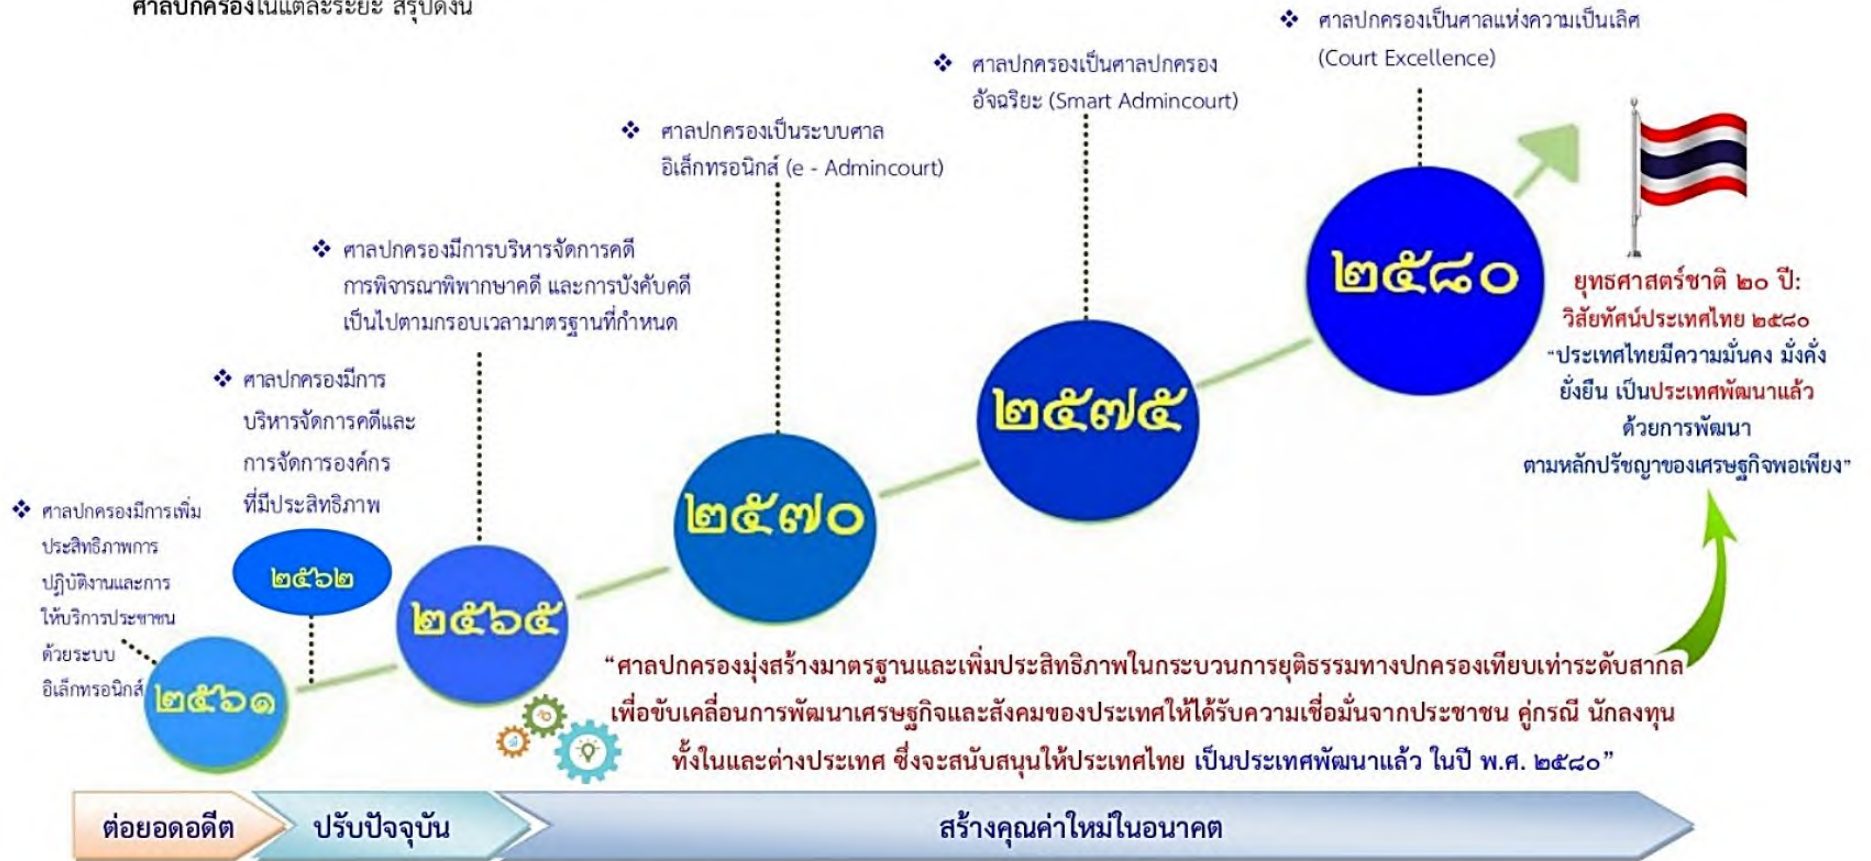 ศาลปกครองในแต่ละระยะ สรุปดังนี้
❖ ศาลปกครองมีการเพิ่ม
ประสิทธิภาพการ
ปฏิบัติงานและการ
ให้บริการประชาชน
ด้วยระบบ
อิเล็กทรอนิกส์
๒๕๖๑
❖ ศาลปกครองมีการ
บริหารจัดการคดีและ
การจัดการองค์กร
ที่มีประสิทธิภาพ
๒๕๖๒
❖ ศาลปกครองมีการบริหารจัดการคดี
การพิจารณาพิพากษาคดี และการบังคับคดี
เป็นไปตามกรอบเวลามาตรฐานที่กำหนด
๒๕๖๕
❖ ศาลปกครองเป็นระบบศาล
อิเล็กทรอนิกส์ (e - Admincourt)
๒๕๗๐
❖ ศาลปกครองเป็นศาลปกครอง
อัจฉริยะ (Smart Admincourt)
๒๕๗๕
❖ ศาลปกครองเป็นศาลแห่งความเป็นเลิศ
(Court Excellence)
๒๕๘๐
ยุทธศาสตร์ชาติ ๒๐ ปี:
วิสัยทัศน์ประเทศไทย ๒๕๘๐
“ประเทศไทยมีความมั่นคง มั่งคั่ง
ยั่งยืน เป็นประเทศพัฒนาแล้ว
ด้วยการพัฒนา
ตามหลักปรัชญาของเศรษฐกิจพอเพียง”
“ศาลปกครองมุ่งสร้างมาตรฐานและเพิ่มประสิทธิภาพในกระบวนการยุติธรรมทางปกครองเทียบเท่าระดับสากล
เพื่อขับเคลื่อนการพัฒนาเศรษฐกิจและสังคมของประเทศให้ได้รับความเชื่อมั่นจากประชาชน คู่กรณี นักลงทุน
ทั้งในและต่างประเทศ ซึ่งจะสนับสนุนให้ประเทศไทย เป็นประเทศพัฒนาแล้ว ในปี พ.ศ. ๒๕๘๐”
ต่อยอดอดีต
ปรับปัจจุบัน
สร้างคุณค่าใหม่ในอนาคต